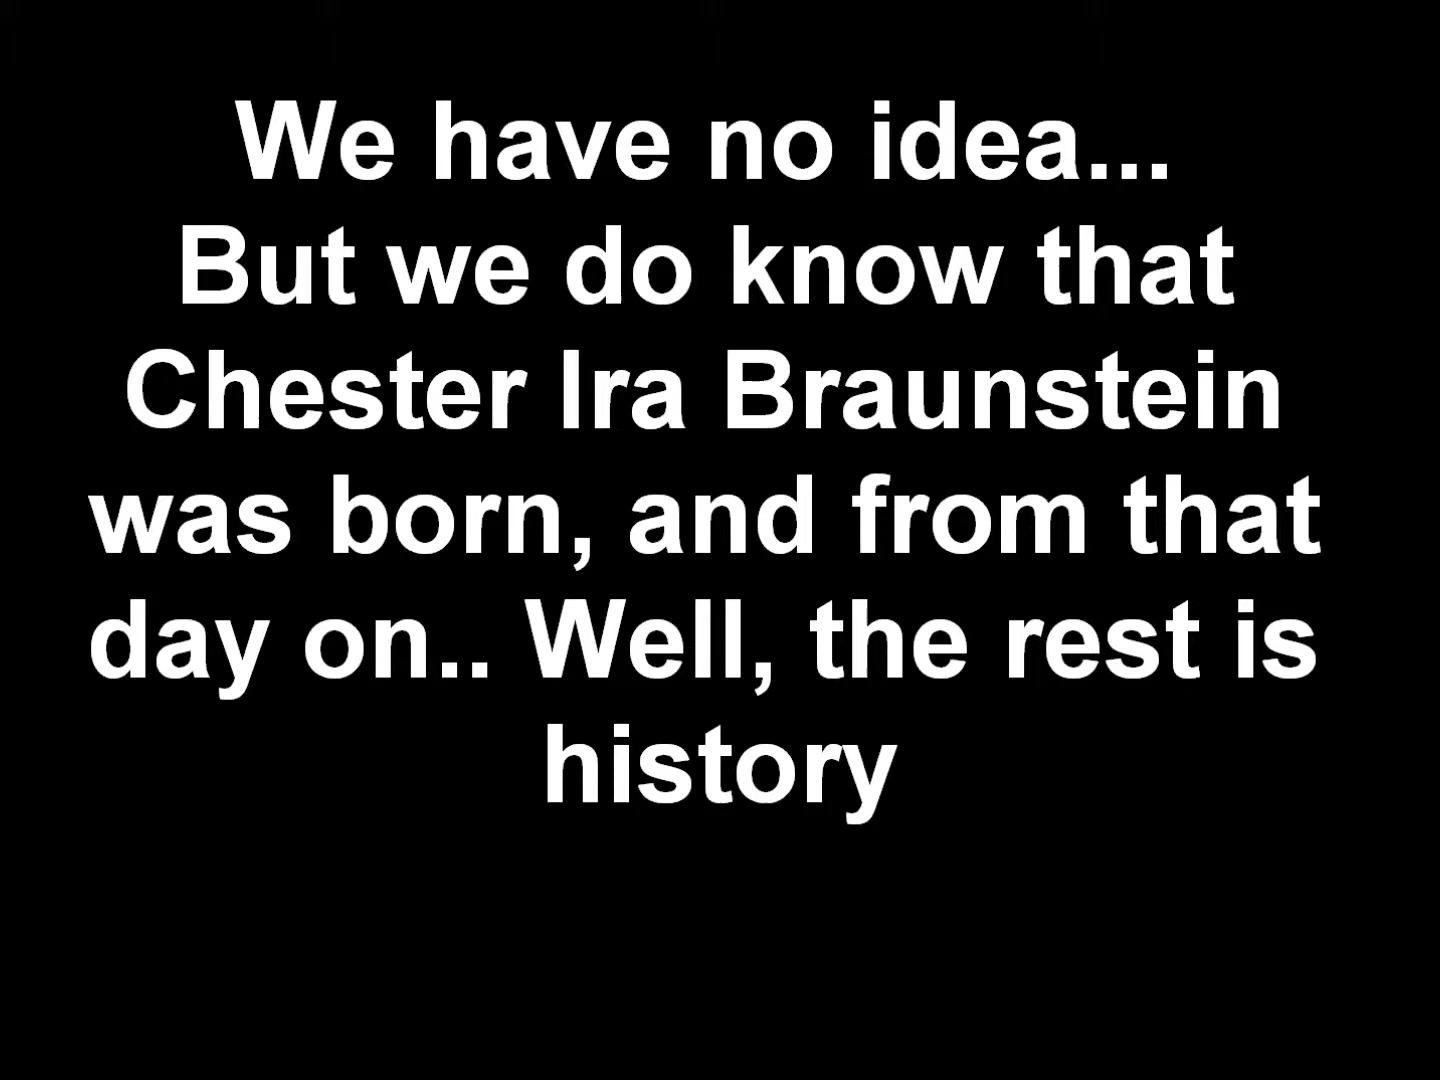 We have no idea...
But we do know that
Chester Ira Braunstein
was born, and from that
day on.. Well, the rest is
history